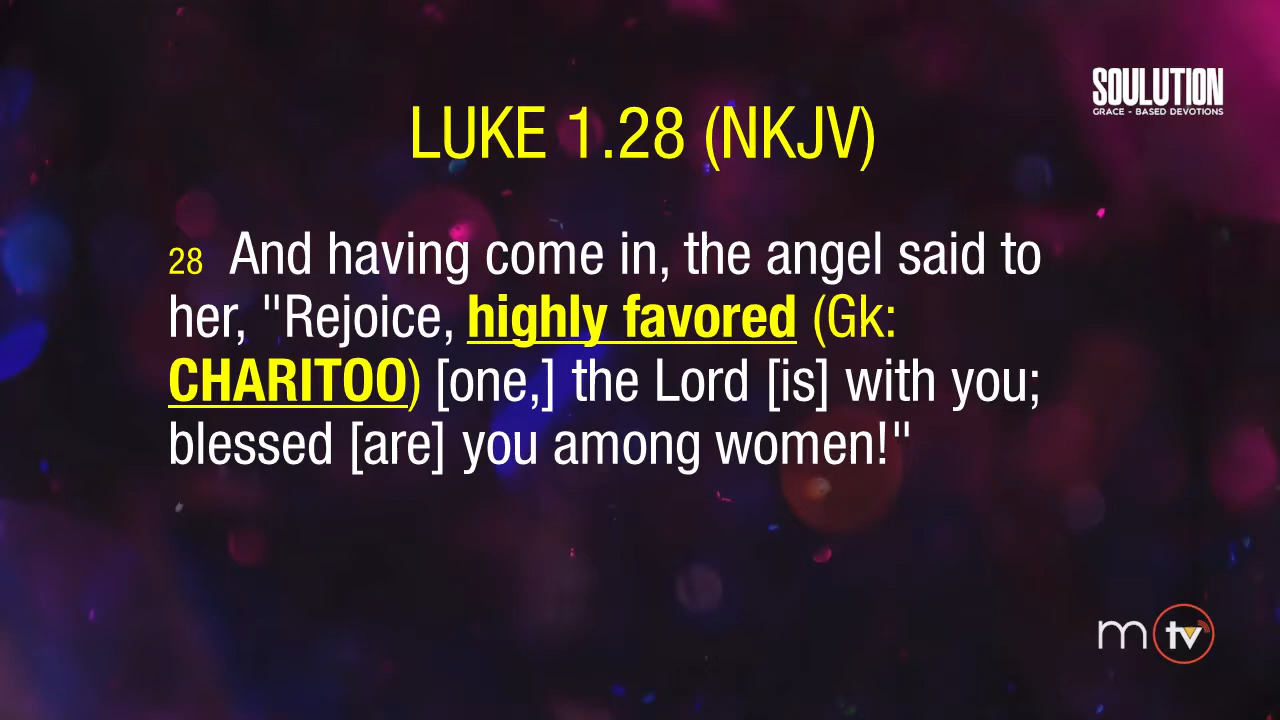 SOULUTION
GRACE - BASED DEVOTIONS
LUKE 1.28 (NKJV)
28 And having come in, the angel said to
her, "Rejoice, highly favored (Gk:
CHARITOO) [one,] the Lord [is] with you;
blessed [are] you among women!"
m tv